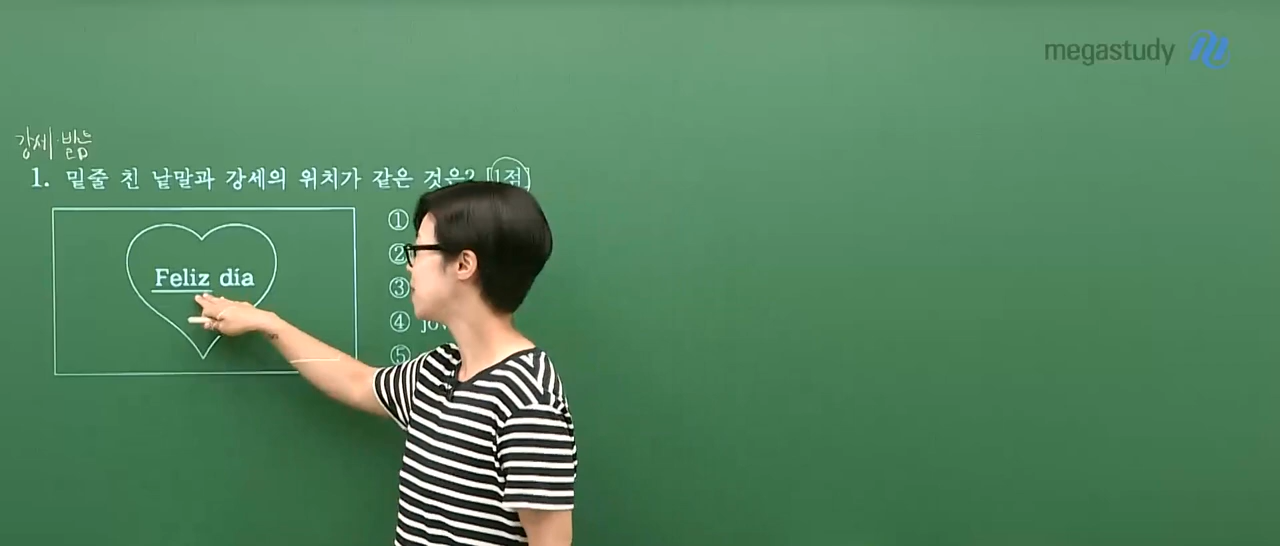 megastudy
강세 받는
1. 밑줄 친 낱말과 강세의 위치가 같은 것은? [1점]
Feliz día
①
②
③
④
⑤